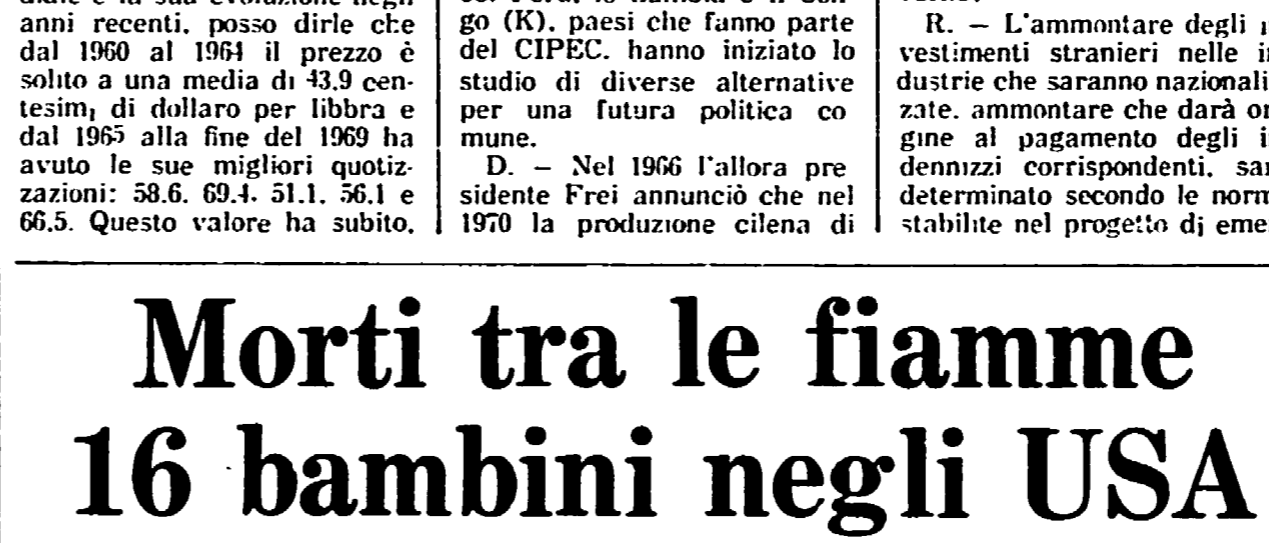 anni recenti, posso dirle che
dal 1960 al 1964 il prezzo è
solito a una media di 43.9 cen-
tesimi di dollaro per libbra e
dal 1965 alla fine del 1969 ha
avuto le sue migliori quotiz-
zazioni: 58.6. 69.4. 51.1. 56.1 e
66.5. Questo valore ha subito,
go (K), paesi che fanno parte
del CIPEC. hanno iniziato lo
studio di diverse alternative
per una futura politica co
mune.
D. — Nel 1966 l'allora pre
sidente Frei annunciò che nel
1970 la produzione cilena di
R. — L'ammontare degli
vestimenti stranieri nelle
dustrie che saranno nazionali
zate. ammontare che darà
gine al pagamento degli
dennizzi corrispondenti.
determinato secondo le
stabilite nel progetto di
Morti tra le fiamme
16 bambini negli USA